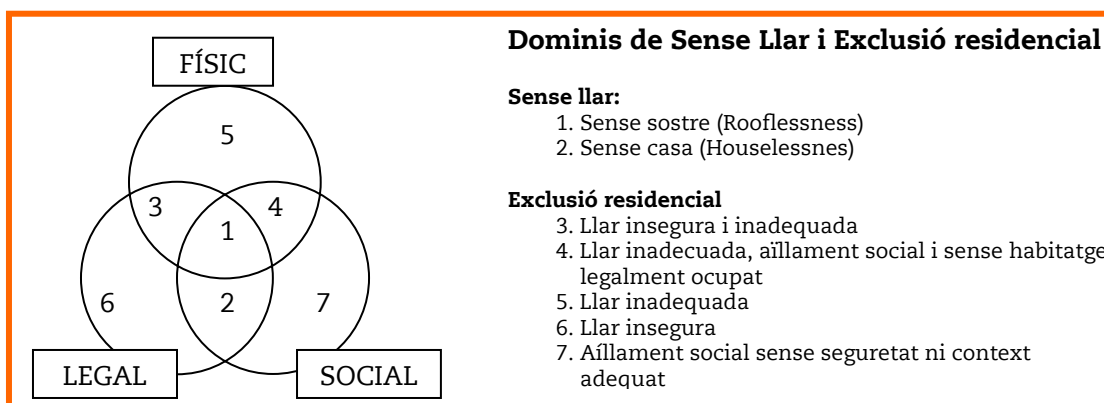 FÍSIC
5
3
4
1
6
2
7
LEGAL
SOCIAL
Dominis de Sense Llar i Exclusió residencial
Sense llar:
1. Sense sostre (Rooflessness)
2. Sense casa (Houselessnes)
Exclusió residencial
3. Llar insegura i inadequada
4. Llar inadecuada, aïllament social i sense habitatge
legalment ocupat
5. Llar inadequada
6. Llar insegura
7. Aíllament social sense seguretat ni context
adequat